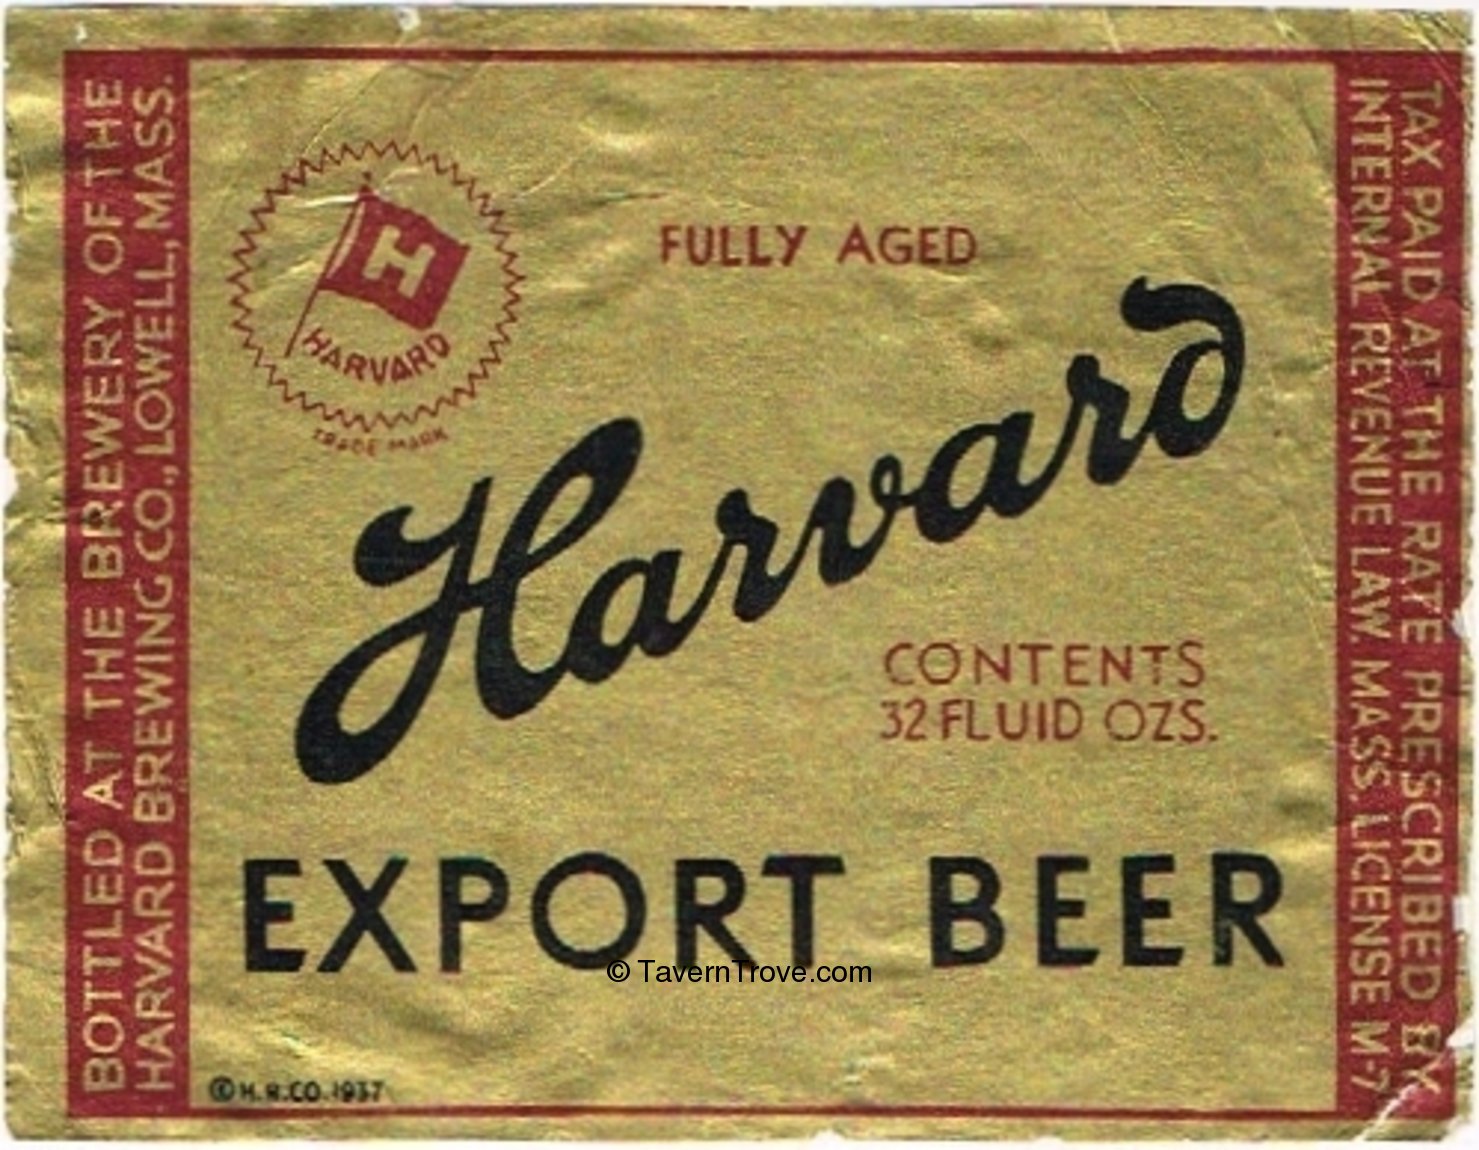 BOTTLED AT THE BREWERY OF THE
HARVARD BREWING CO., LOWELL, MASS.
H
HARVARD
TRADE MARK
FULLY AGED
Harvard
CONTENTS
32 FLUID OZS.
EXPORT BEER
© TavernTrove.com
© H.B.CO. 1937
TAX PAID AT THE RATE PRESCRIBED BY
INTERNAL REVENUE LAW. MASS. LICENSE M-7